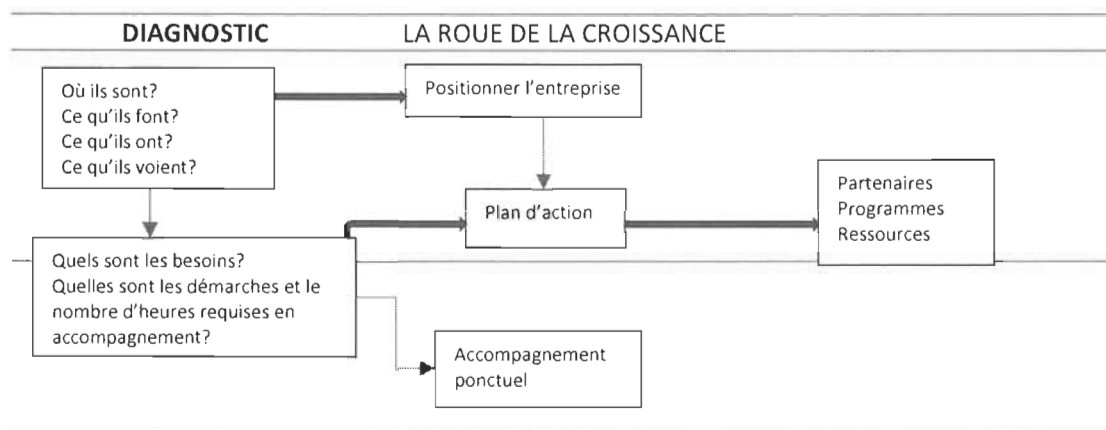 DIAGNOSTIC
LA ROUE DE LA CROISSANCE
Où ils sont?
Ce qu'ils font?
Ce qu'ils ont?
Ce qu'ils voient?
Positionner l'entreprise
Plan d'action
Partenaires
Programmes
Ressources
Quels sont les besoins?
Quelles sont les démarches et le
nombre d'heures requises en
accompagnement?
Accompagnement
ponctuel